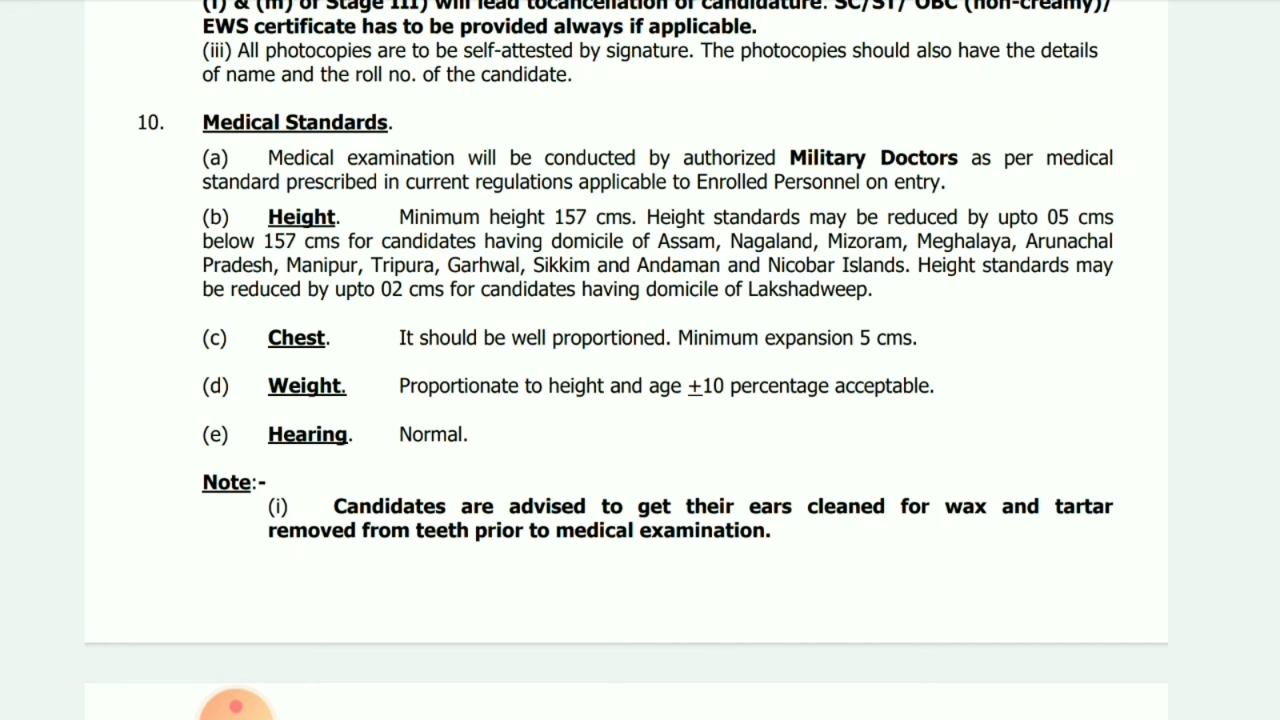 (l) & (m) of Stage III) will lead tocancellation of candidature. SC/ST/ OBC (non-creamy)/
EWS certificate has to be provided always if applicable.
(iii) All photocopies are to be self-attested by signature. The photocopies should also have the details
of name and the roll no. of the candidate.
10. Medical Standards.
(a) Medical examination will be conducted by authorized Military Doctors as per medical
standard prescribed in current regulations applicable to Enrolled Personnel on entry.
(b) Height. Minimum height 157 cms. Height standards may be reduced by upto 05 cms
below 157 cms for candidates having domicile of Assam, Nagaland, Mizoram, Meghalaya, Arunachal
Pradesh, Manipur, Tripura, Garhwal, Sikkim and Andaman and Nicobar Islands. Height standards may
be reduced by upto 02 cms for candidates having domicile of Lakshadweep.
(c) Chest. It should be well proportioned. Minimum expansion 5 cms.
(d) Weight. Proportionate to height and age ±10 percentage acceptable.
(e) Hearing. Normal.
Note:-
(i) Candidates are advised to get their ears cleaned for wax and tartar
removed from teeth prior to medical examination.